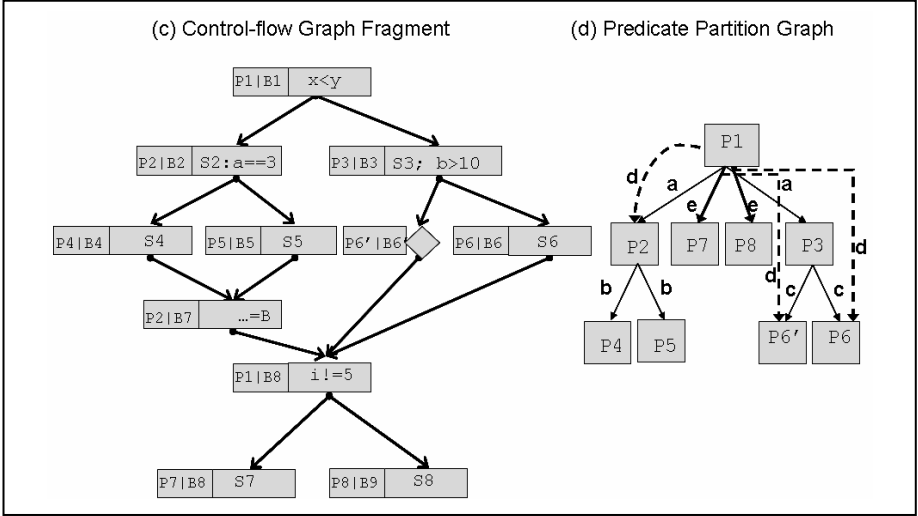 (c) Control-flow Graph Fragment
(d) Predicate Partition Graph
P1|B1 x<y
P2|B2 S2:a==3
P3|B3 S3; b>10
P4|B4 S4
P5|B5 S5
P6'|B6'
P6|B6 S6
P2|B7 …=B
P1|B8 i!=5
P7|B8 S7
P8|B9 S8
P1
d
a
e
e
a
P2
P7
P8
P3
d
d
b
b
c
c
P4
P5
P6'
P6